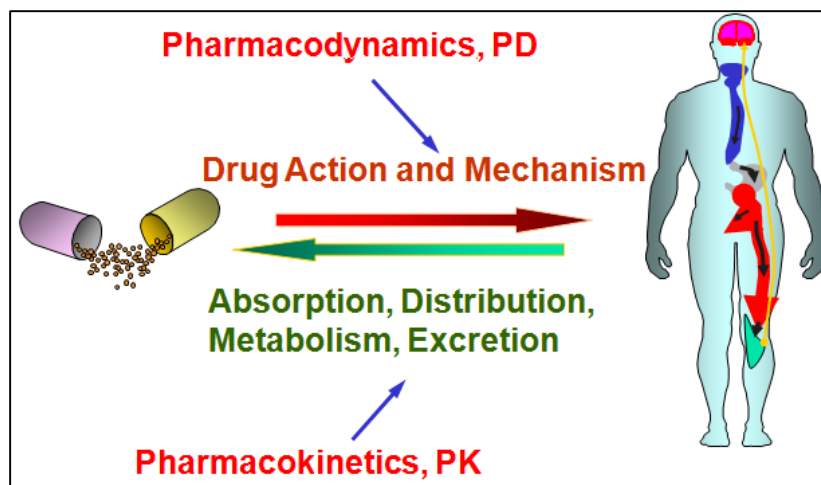 Pharmacodynamics, PD
Drug Action and Mechanism
Absorption, Distribution,
Metabolism, Excretion
Pharmacokinetics, PK